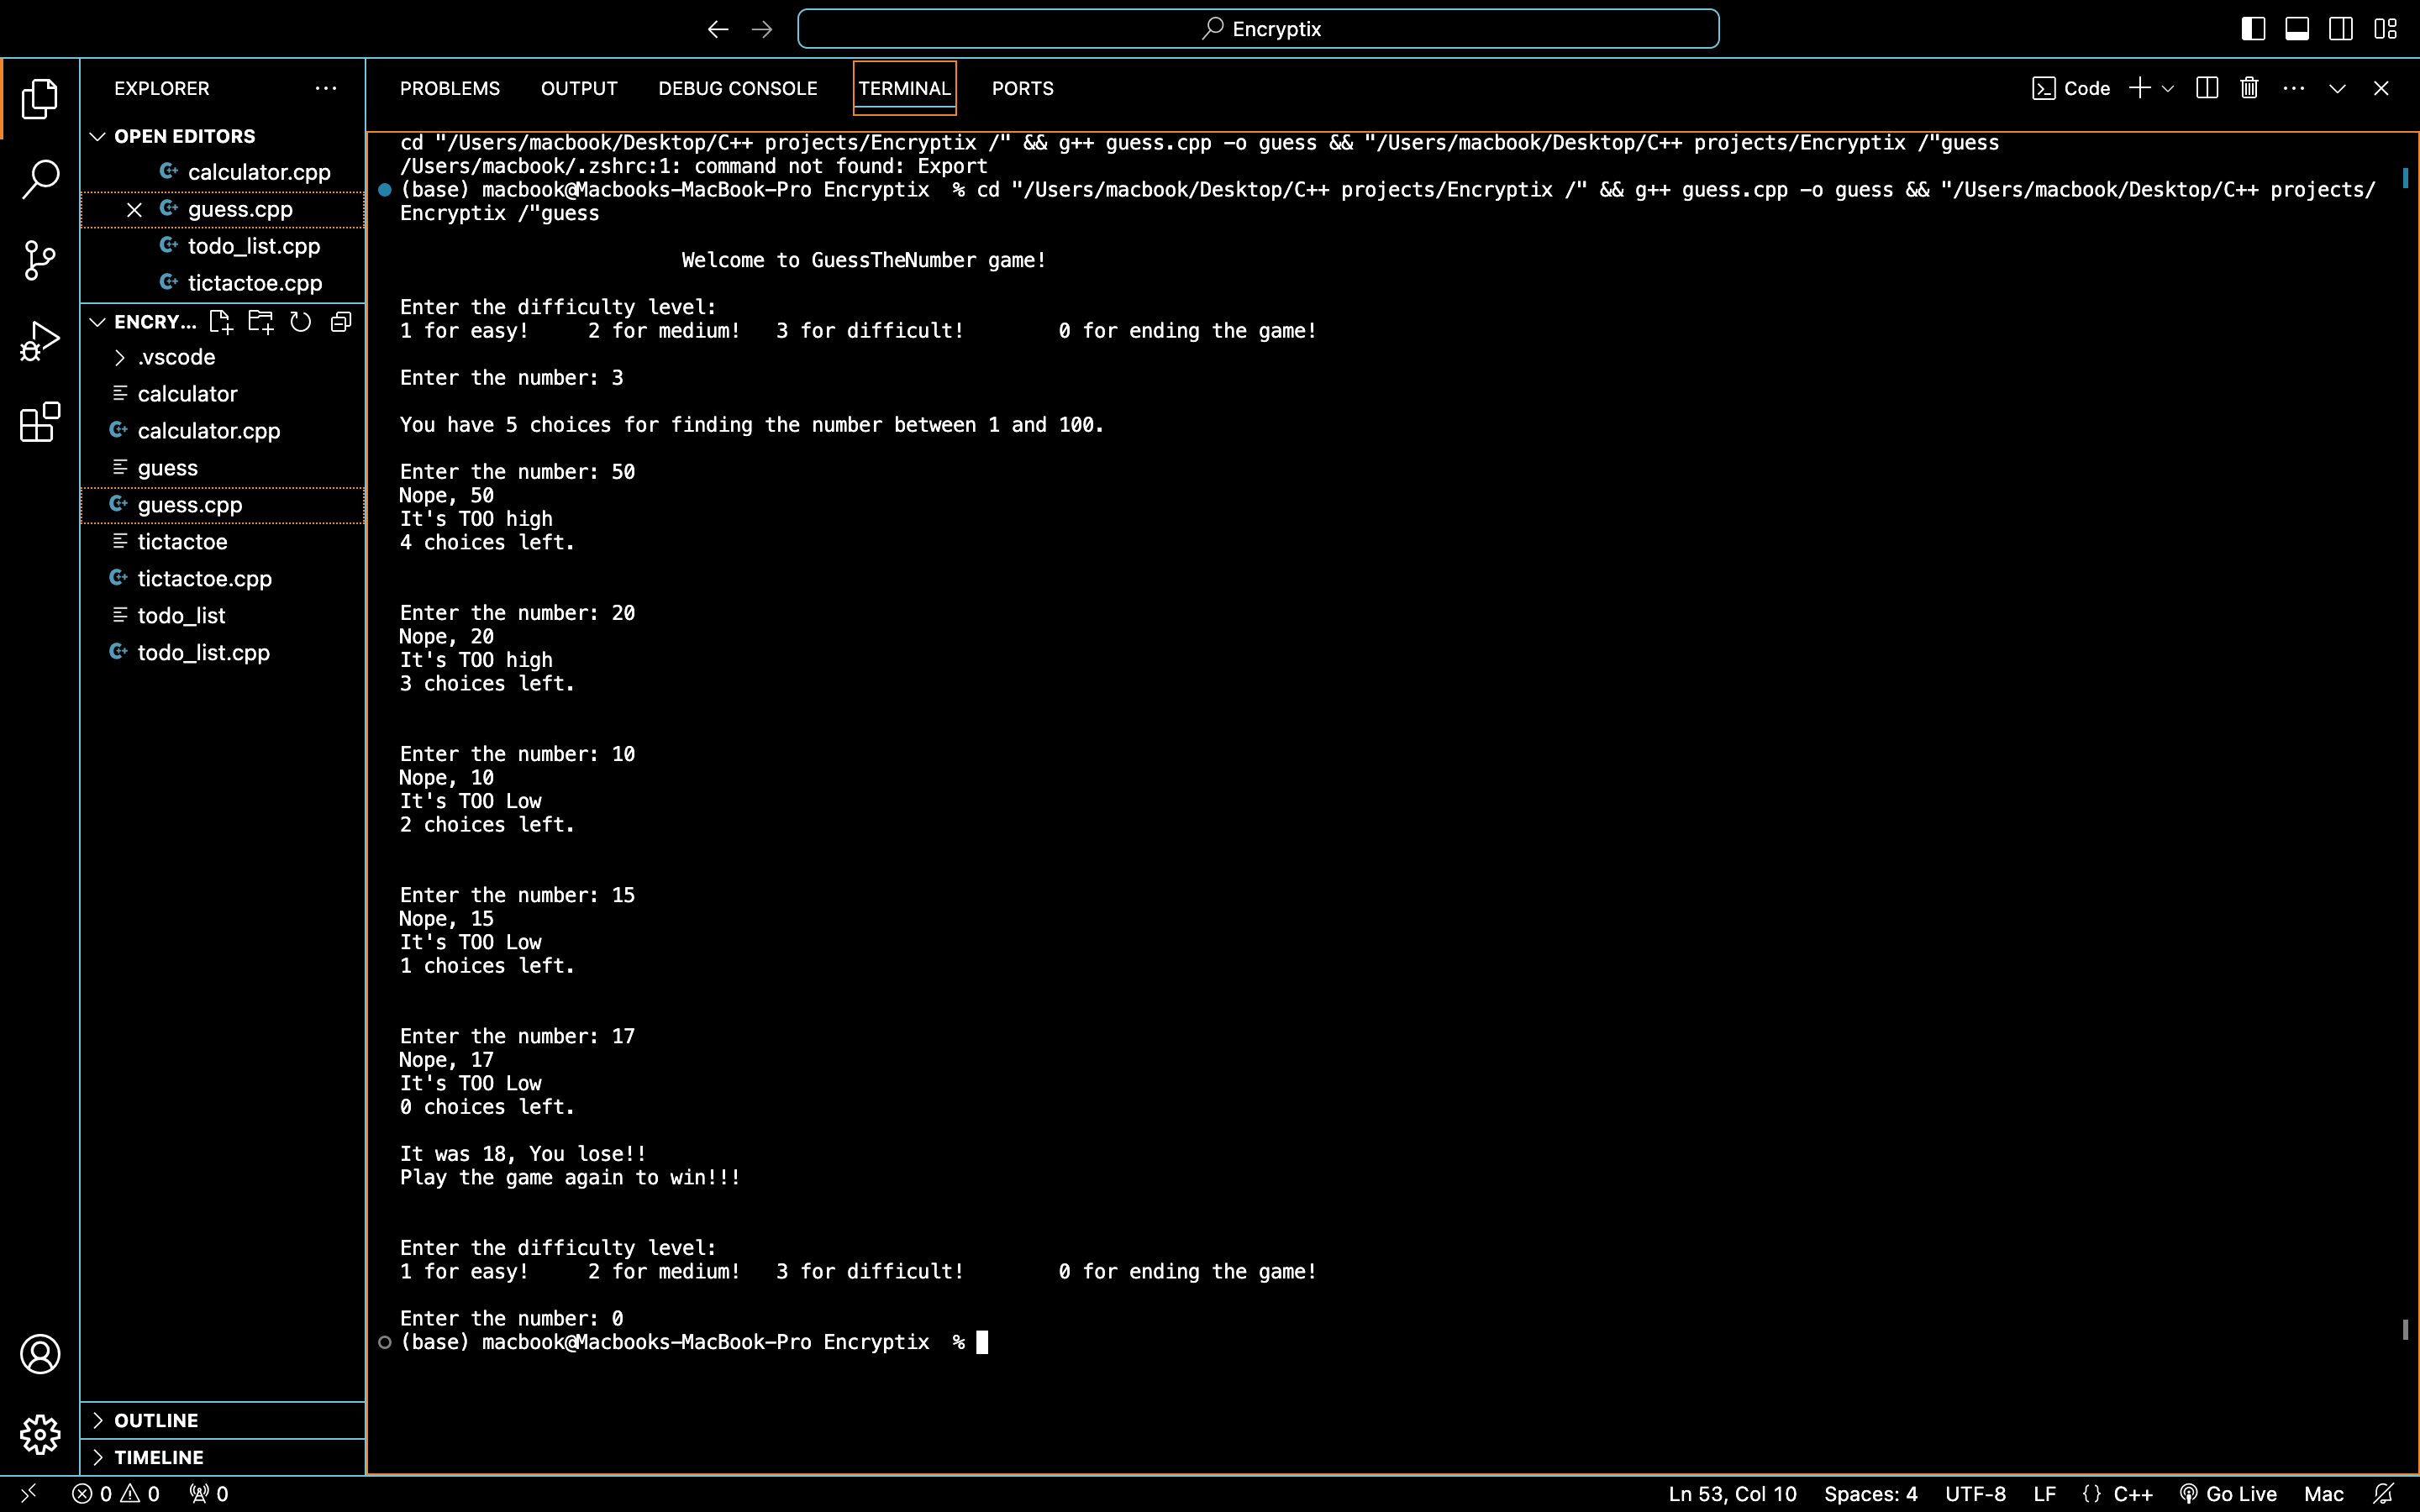 Encryptix
EXPLORER
OPEN EDITORS
calculator.cpp
guess.cpp
todo_list.cpp
tictactoe.cpp
ENCRY...
.vscode
calculator
calculator.cpp
guess
guess.cpp
tictactoe
tictactoe.cpp
todo_list
todo_list.cpp
OUTLINE
TIMELINE
PROBLEMS OUTPUT DEBUG CONSOLE TERMINAL PORTS
Code
cd "/Users/macbook/Desktop/C++ projects/Encryptix /" && g++ guess.cpp -o guess && "/Users/macbook/Desktop/C++ projects/Encryptix /"guess
/Users/macbook/.zshrc:1: command not found: Export
(base) macbook@Macbooks-MacBook-Pro Encryptix  % cd "/Users/macbook/Desktop/C++ projects/Encryptix /" && g++ guess.cpp -o guess && "/Users/macbook/Desktop/C++ projects/
Encryptix /"guess
Welcome to GuessTheNumber game!
Enter the difficulty level:
1 for easy!     2 for medium!   3 for difficult!        0 for ending the game!
Enter the number: 3
You have 5 choices for finding the number between 1 and 100.
Enter the number: 50
Nope, 50
It's TOO high
4 choices left.
Enter the number: 20
Nope, 20
It's TOO high
3 choices left.
Enter the number: 10
Nope, 10
It's TOO Low
2 choices left.
Enter the number: 15
Nope, 15
It's TOO Low
1 choices left.
Enter the number: 17
Nope, 17
It's TOO Low
0 choices left.
It was 18, You lose!!
Play the game again to win!!!
Enter the difficulty level:
1 for easy!     2 for medium!   3 for difficult!        0 for ending the game!
Enter the number: 0
(base) macbook@Macbooks-MacBook-Pro Encryptix  %
0 0 0 Ln 53, Col 10 Spaces: 4 UTF-8 LF {} C++ Go Live Mac